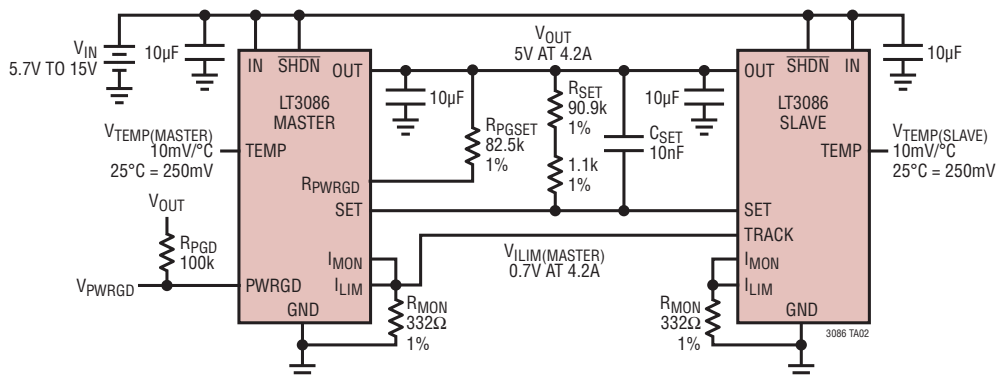 VIN
5.7V TO 15V
10µF
IN
SHDN
OUT
LT3086
MASTER
TEMP
RPWRGD
SET
IMON
ILIM
PWRGD
GND
VTEMP(MASTER)
10mV/°C
25°C = 250mV
VOUT
RPGD
100k
VPWRGD
VOUT
5V AT 4.2A
10µF
RPGSET
82.5k
1%
RSET
90.9k
1%
1.1k
1%
CSET
10nF
10µF
VILIM(MASTER)
0.7V AT 4.2A
RMON
332Ω
1%
OUT
SHDN
IN
LT3086
SLAVE
TEMP
SET
TRACK
IMON
ILIM
GND
10µF
VTEMP(SLAVE)
10mV/°C
25°C = 250mV
RMON
332Ω
1%
3086 TA02